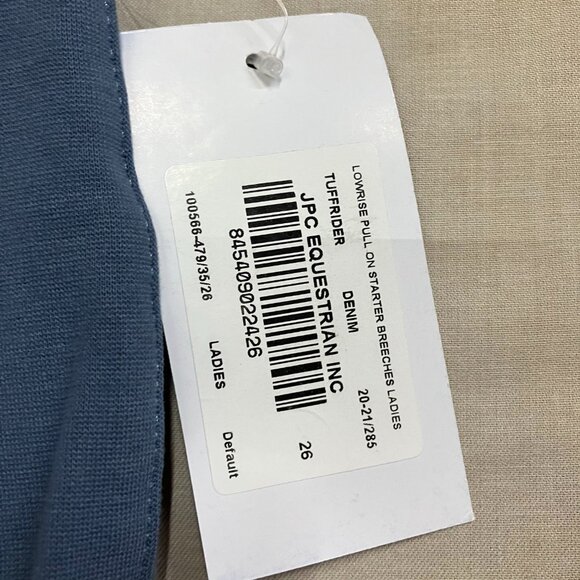 LOWRISE PULL ON STARTER BREECHES LADIES
TUFFRIDER DENIM 20-21/285
JPC EQUESTRIAN INC 26
845409022426
100566-479/35/26 LADIES Default